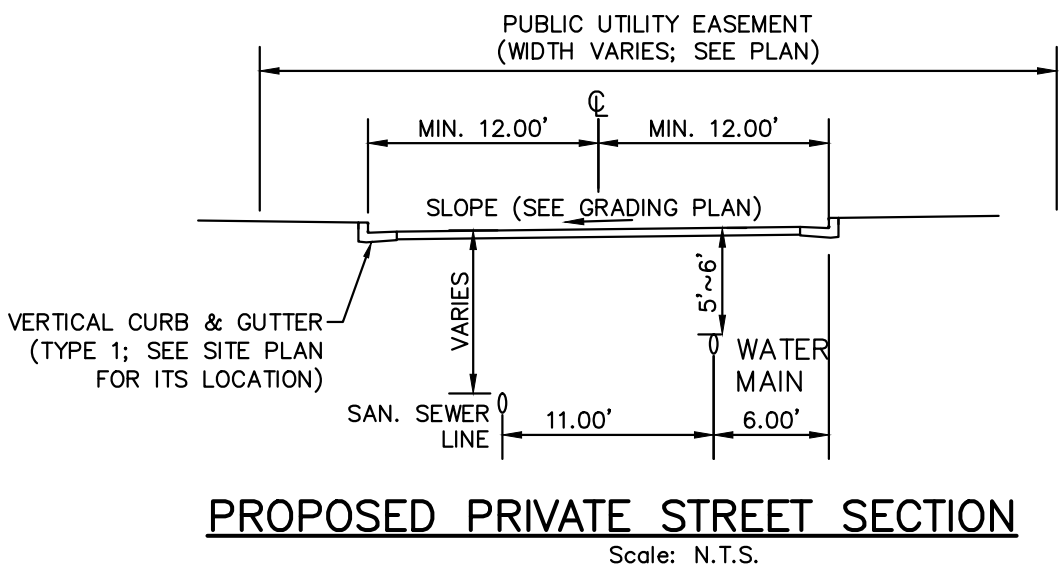 PUBLIC UTILITY EASEMENT
(WIDTH VARIES; SEE PLAN)
℄
MIN. 12.00'
MIN. 12.00'
SLOPE (SEE GRADING PLAN)
VARIES
5'~6'
VERTICAL CURB & GUTTER
(TYPE 1; SEE SITE PLAN
FOR ITS LOCATION)
WATER
MAIN
SAN. SEWER
LINE
11.00'
6.00'
PROPOSED PRIVATE STREET SECTION
Scale: N.T.S.